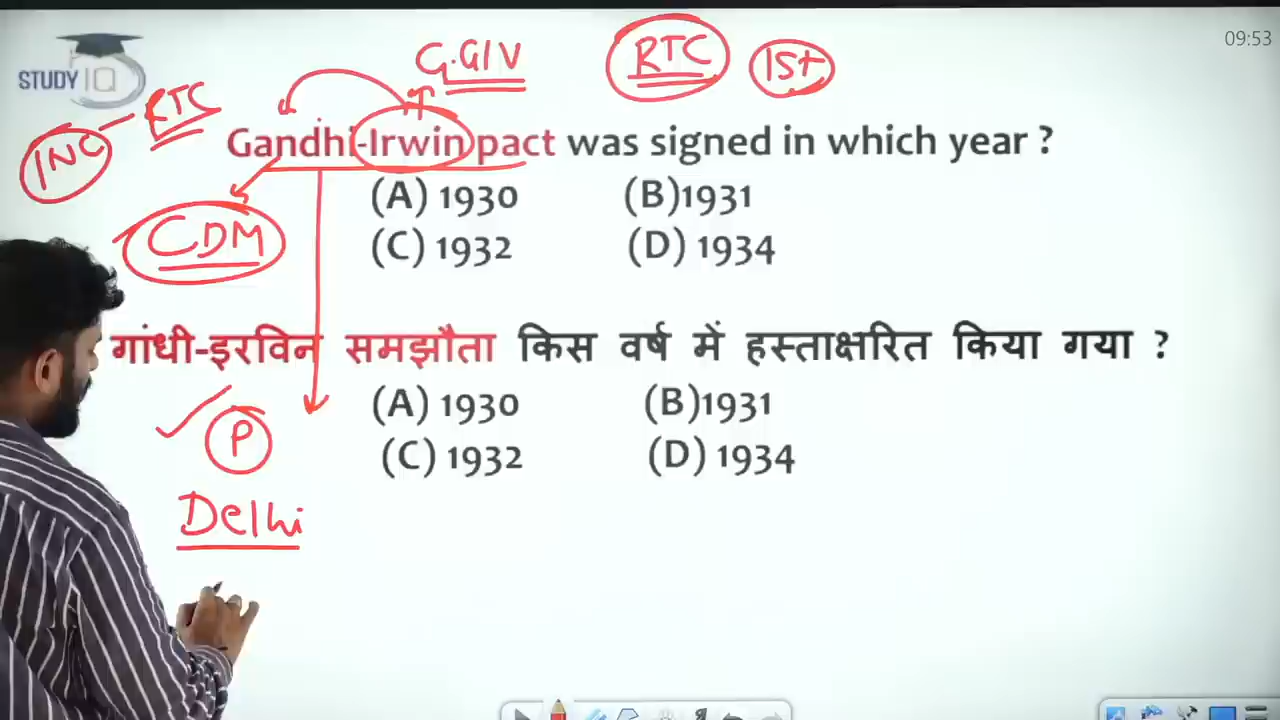 09:53
STUDY IQ
G.G/V
RTC
1st
INC - RTC
Gandhi-Irwin pact was signed in which year ?
(A) 1930 (B)1931
(C) 1932 (D) 1934
CDM
गांधी-इरविन समझौता किस वर्ष में हस्ताक्षरित किया गया ?
(A) 1930 (B)1931
(C) 1932 (D) 1934
P
Delhi